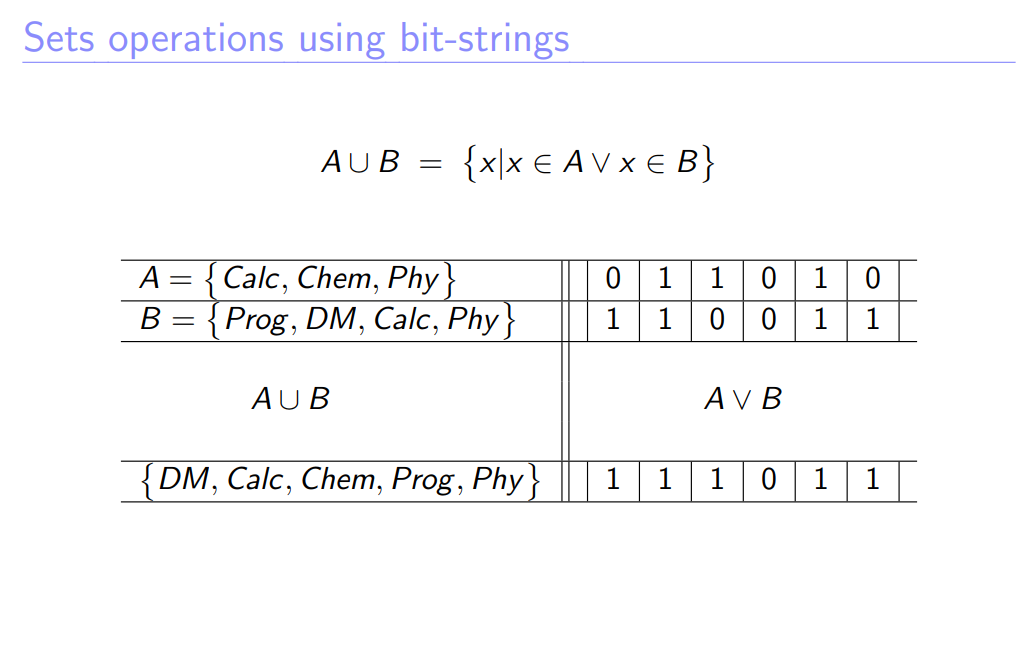 Sets operations using bit-strings
A ∪ B = {x|x ∈ A ∨ x ∈ B}
A = {Calc, Chem, Phy} 0 1 1 0 1 0
B = {Prog, DM, Calc, Phy} 1 1 0 0 1 1
A ∪ B A ∨ B
{DM, Calc, Chem, Prog, Phy} 1 1 1 0 1 1